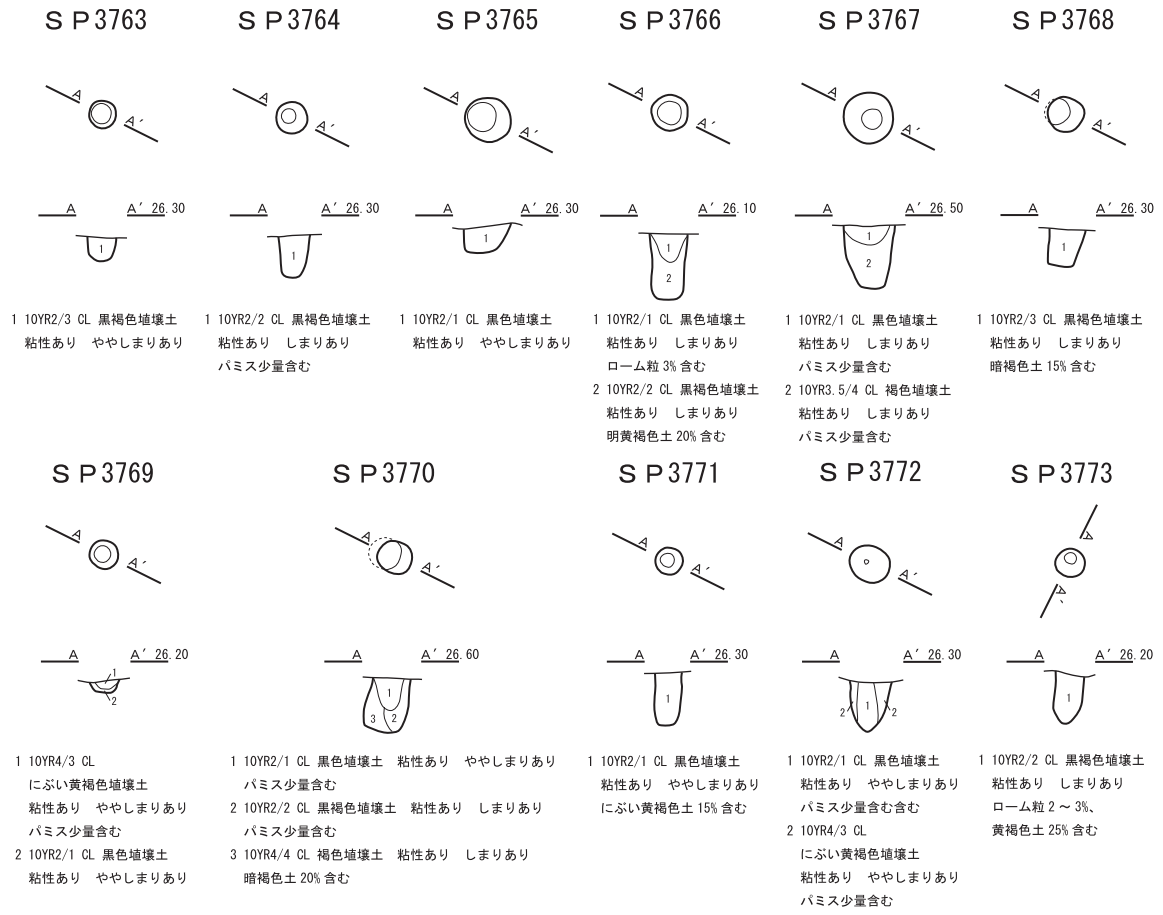 ＳＰ3763
A
A′
A
A′ 26.30
1
1 10YR2/3 CL 黒褐色埴壌土
粘性あり　ややしまりあり
ＳＰ3764
A
A′
A
A′ 26.30
1
1 10YR2/2 CL 黒褐色埴壌土
粘性あり　しまりあり
パミス少量含む
ＳＰ3765
A
A′
A
A′ 26.30
1
1 10YR2/1 CL 黒色埴壌土
粘性あり　ややしまりあり
ＳＰ3766
A
A′
A
A′ 26.10
1
2
1 10YR2/1 CL 黒色埴壌土
粘性あり　しまりあり
ローム粒 3% 含む
2 10YR2/2 CL 黒褐色埴壌土
粘性あり　しまりあり
明黄褐色土 20% 含む
ＳＰ3767
A
A′
A
A′ 26.50
1
2
1 10YR2/1 CL 黒色埴壌土
粘性あり　しまりあり
パミス少量含む
2 10YR3.5/4 CL 褐色埴壌土
粘性あり　しまりあり
パミス少量含む
ＳＰ3768
A
A′
A
A′ 26.30
1
1 10YR2/3 CL 黒褐色埴壌土
粘性あり　しまりあり
暗褐色土 15% 含む
ＳＰ3769
A
A′
A
A′ 26.20
1
2
1 10YR4/3 CL
にぶい黄褐色埴壌土
粘性あり　ややしまりあり
パミス少量含む
2 10YR2/1 CL 黒色埴壌土
粘性あり　ややしまりあり
ＳＰ3770
A
A′
A
A′ 26.60
1
3 2
1 10YR2/1 CL 黒色埴壌土　粘性あり　ややしまりあり
パミス少量含む
2 10YR2/2 CL 黒褐色埴壌土　粘性あり　しまりあり
パミス少量含む
3 10YR4/4 CL 褐色埴壌土　粘性あり　しまりあり
暗褐色土 20% 含む
ＳＰ3771
A
A′
A
A′ 26.30
1
1 10YR2/1 CL 黒色埴壌土
粘性あり　ややしまりあり
にぶい黄褐色土 15% 含む
ＳＰ3772
A
A′
A
A′ 26.30
2 1 2
1 10YR2/1 CL 黒色埴壌土
粘性あり　ややしまりあり
パミス少量含む含む
2 10YR4/3 CL
にぶい黄褐色埴壌土
粘性あり　ややしまりあり
パミス少量含む
ＳＰ3773
A
A′
A
A′ 26.20
1
1 10YR2/2 CL 黒褐色埴壌土
粘性あり　しまりあり
ローム粒 2 ～ 3%、
黄褐色土 25% 含む